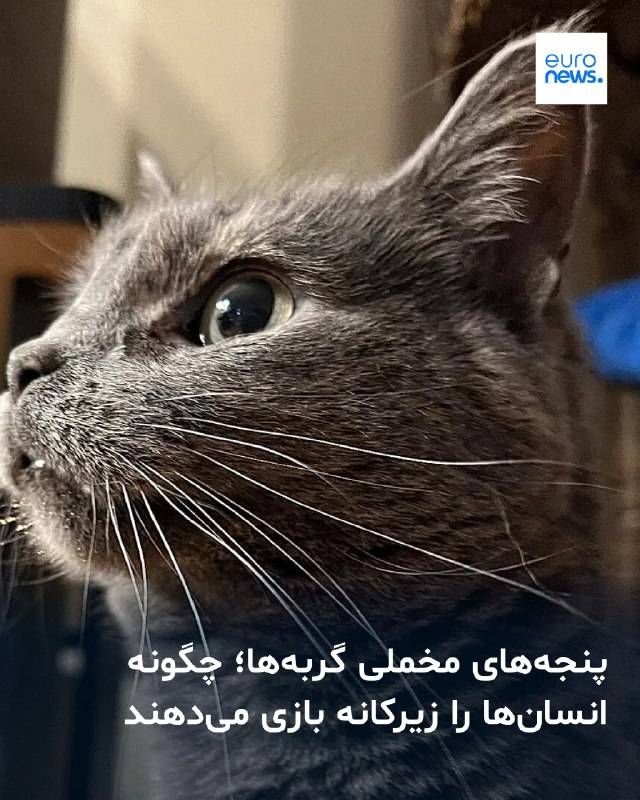 euro
news.
پنجه‌های مخملی گربه‌ها؛ چگونه
انسان‌ها را زیرکانه بازی می‌دهند